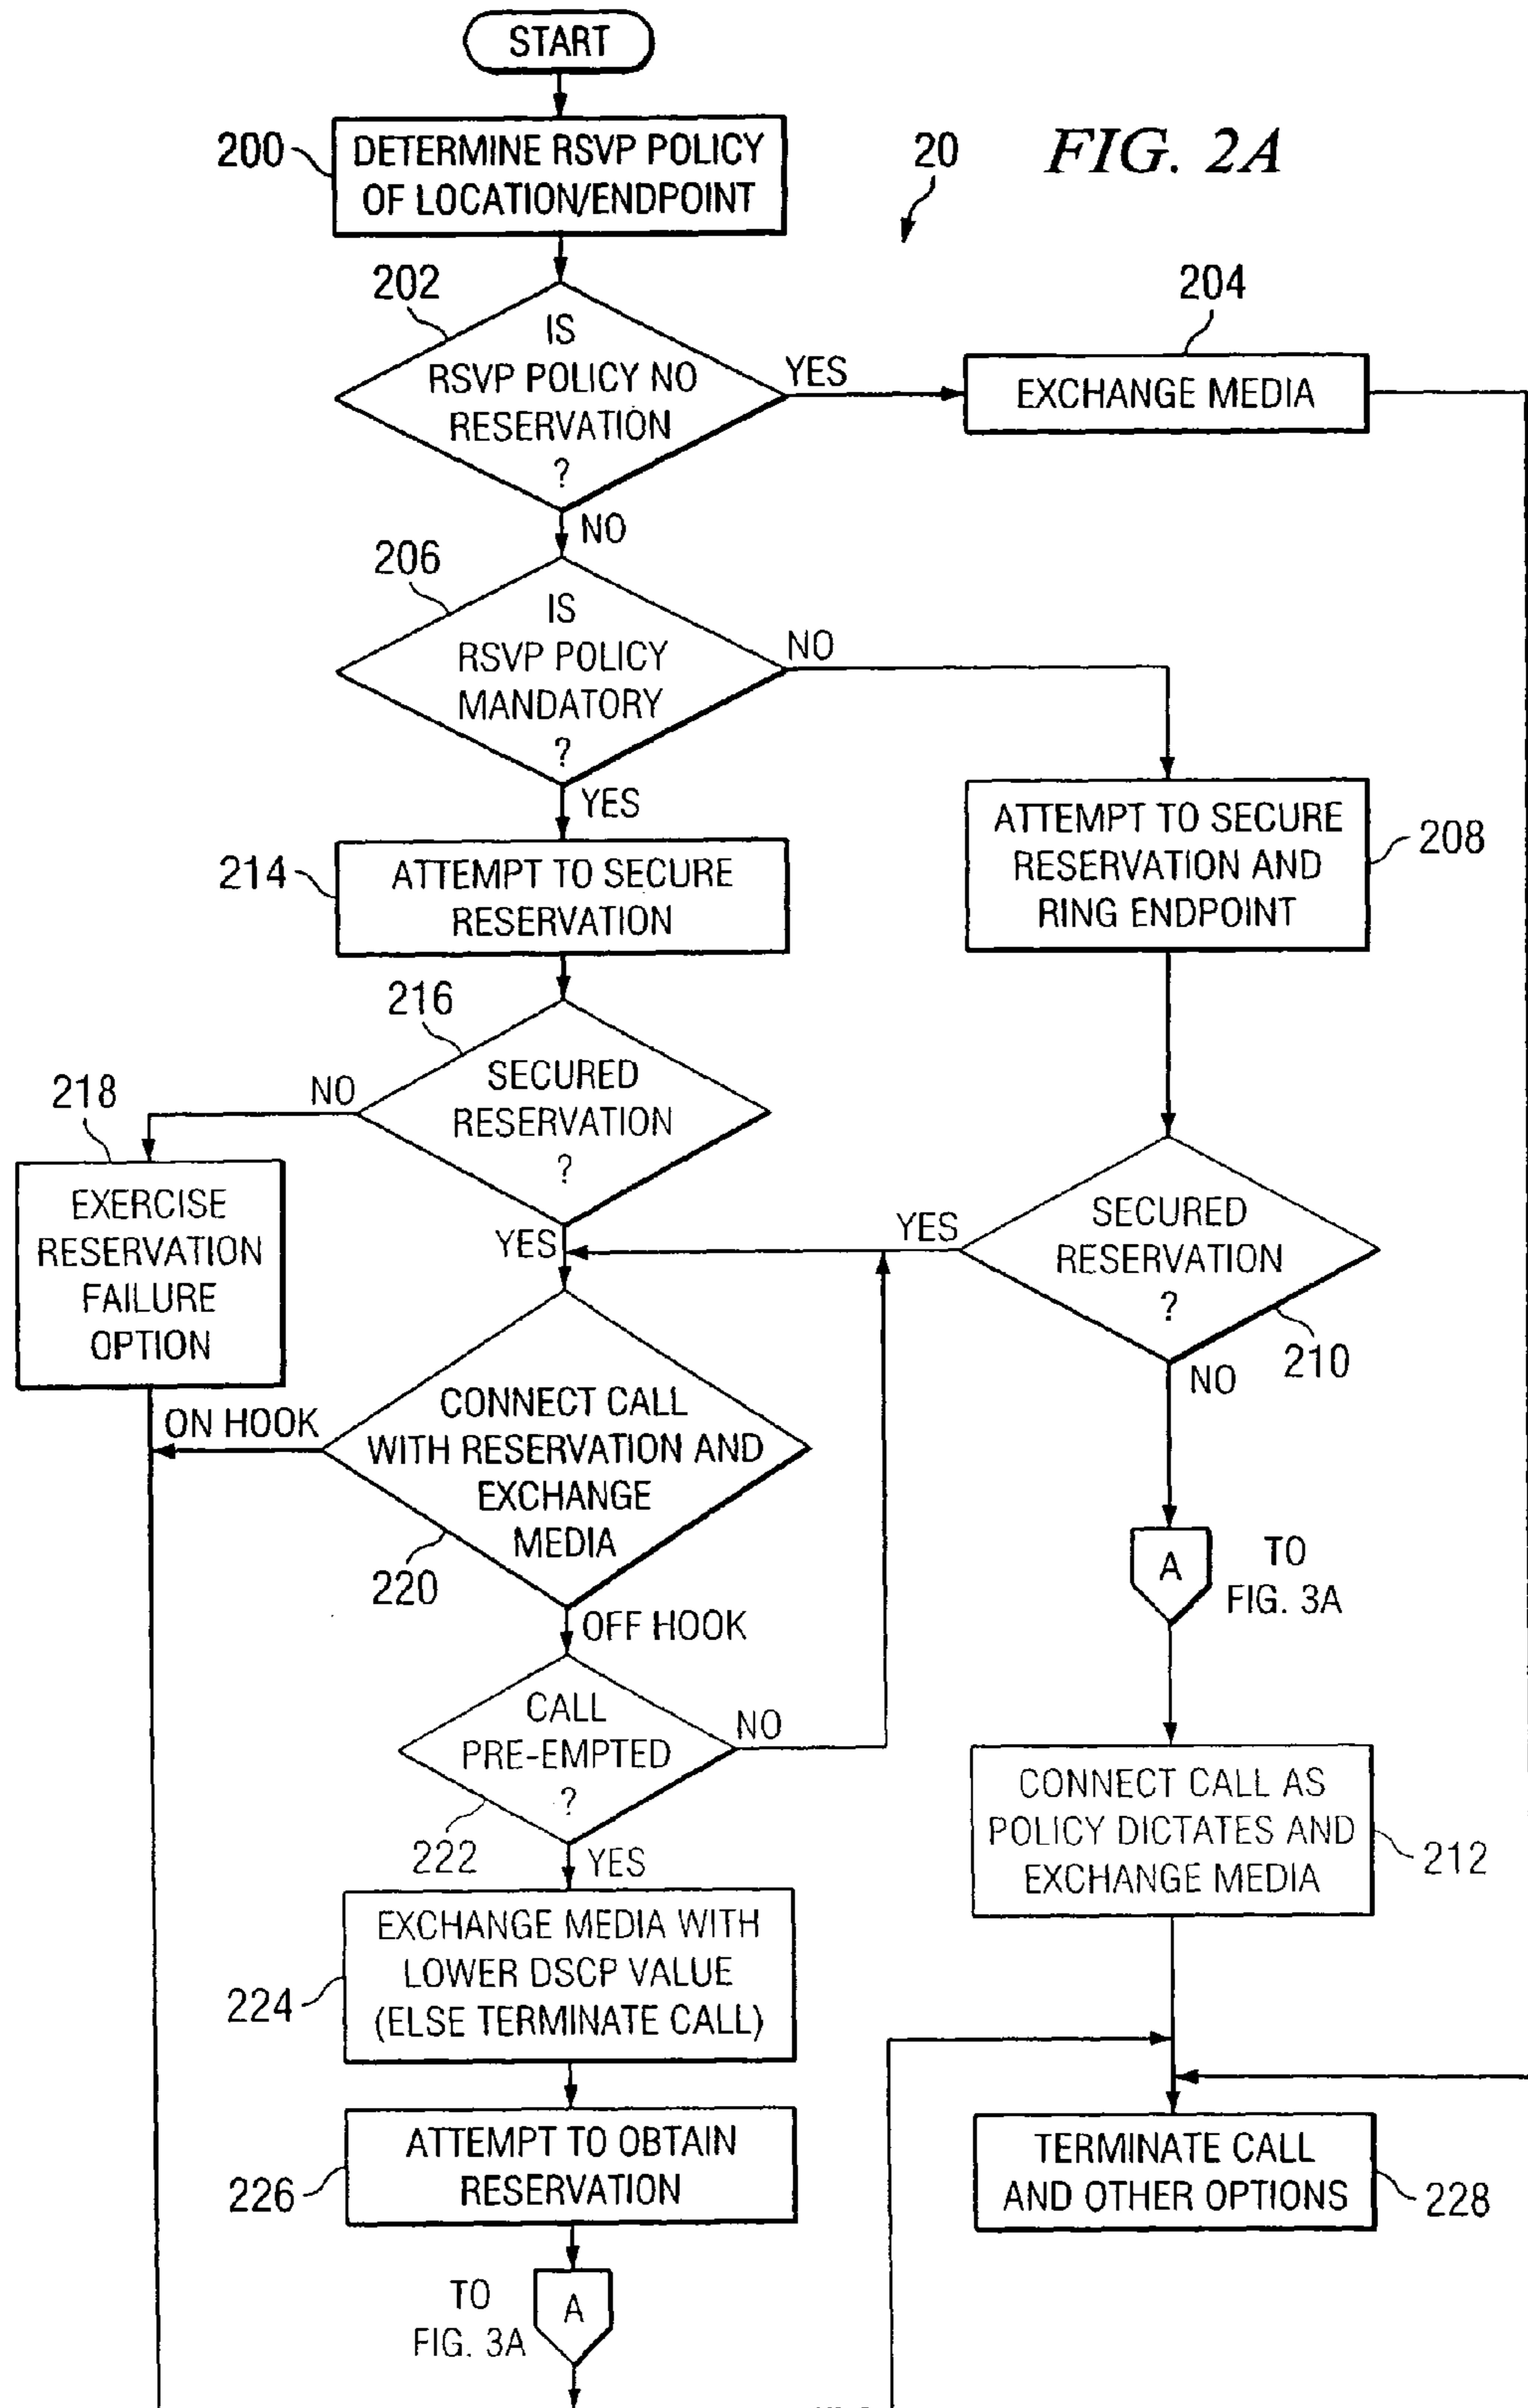 START
FIG. 2A
20
200
DETERMINE RSVP POLICY
OF LOCATION/ENDPOINT
202
IS
RSVP POLICY NO
RESERVATION
?
YES
NO
204
EXCHANGE MEDIA
206
IS
RSVP POLICY
MANDATORY
?
NO
YES
214
ATTEMPT TO SECURE
RESERVATION
ATTEMPT TO SECURE
RESERVATION AND
RING ENDPOINT
208
216
SECURED
RESERVATION
?
NO
YES
218
EXERCISE
RESERVATION
FAILURE
OPTION
SECURED
RESERVATION
?
YES
210
NO
ON HOOK
CONNECT CALL
WITH RESERVATION AND
EXCHANGE
MEDIA
220
OFF HOOK
A
TO
FIG. 3A
CALL
PRE-EMPTED
?
NO
222
YES
CONNECT CALL AS
POLICY DICTATES AND
EXCHANGE MEDIA
212
EXCHANGE MEDIA WITH
LOWER DSCP VALUE
(ELSE TERMINATE CALL)
224
ATTEMPT TO OBTAIN
RESERVATION
226
TERMINATE CALL
AND OTHER OPTIONS
228
TO
FIG. 3A
A